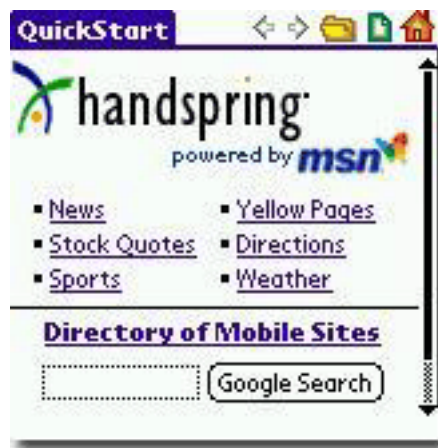 QuickStart
handspring
powered by msn
News Yellow Pages
Stock Quotes Directions
Sports Weather
Directory of Mobile Sites
Google Search